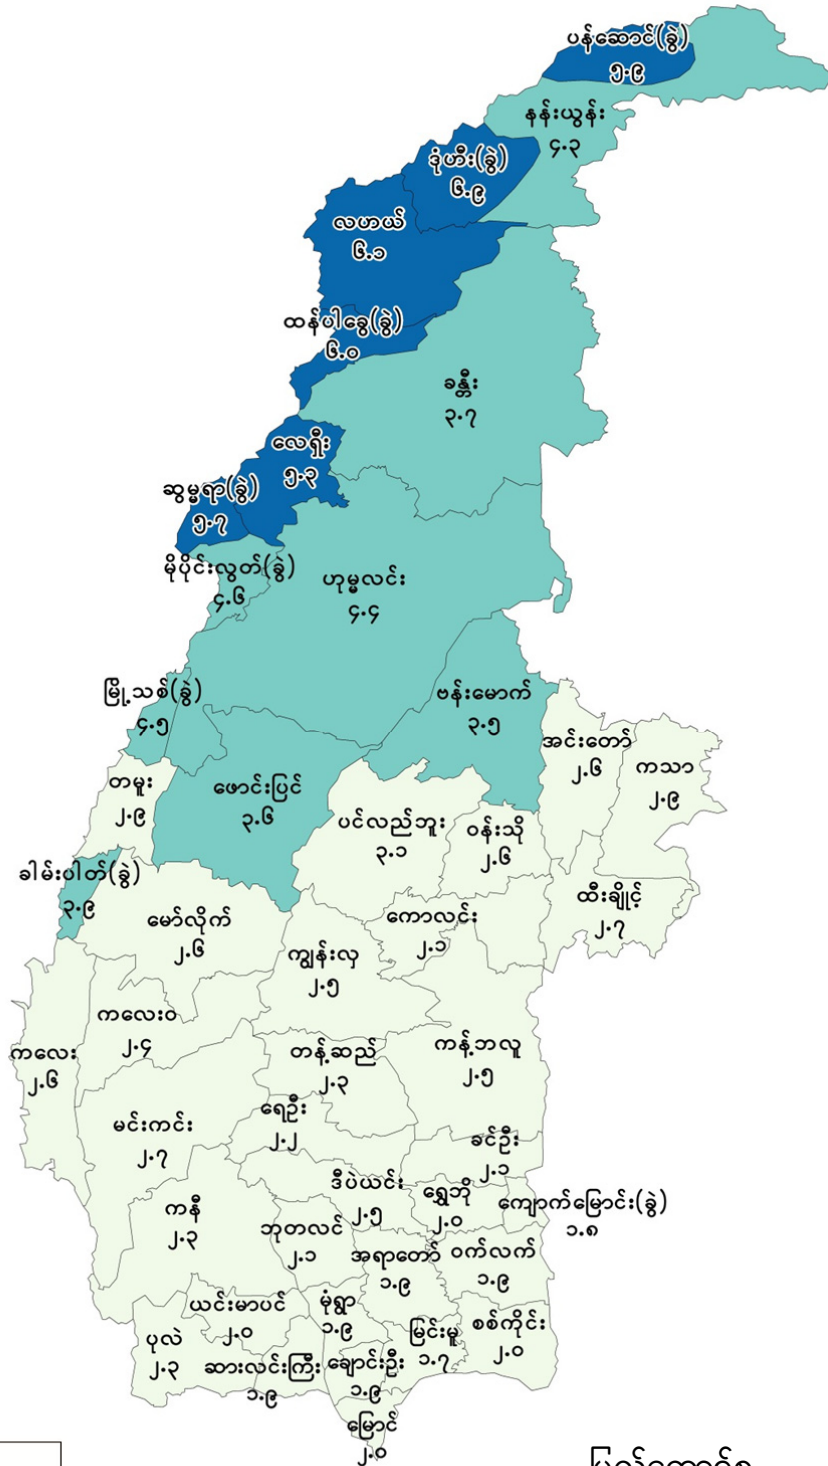 ပန်ဆောင်(ခွဲ)
၅.၉
နန်းယွန်း
၄.၃
ဒုံဟီး(ခွဲ)
၆.၉
လဟယ်
၆.၁
ထန်ပါခွေ(ခွဲ)
၆.၀
ခန္တီး
၃.၇
လေရှီး
၅.၃
ဆွမ္မရာ(ခွဲ)
၅.၇
မိုပိုင်းလွတ်(ခွဲ)
၄.၆
ဟုမ္မလင်း
၄.၄
မြို့သစ်(ခွဲ)
၄.၅
ဗန်းမောက်
၃.၅
အင်းတော်
၂.၆
ကသာ
၂.၉
တမူး
၂.၉
ဖောင်းပြင်
၃.၆
ပင်လည်ဘူး
၃.၁
ဝန်းသို
၂.၆
ခါမ်းပါတ်(ခွဲ)
၃.၉
မော်လိုက်
၂.၆
ကောလင်း
၂.၁
ထီးချိုင့်
၂.၇
ကျွန်းလှ
၂.၅
ကလေးဝ
၂.၄
ကလေး
၂.၆
တန့်ဆည်
၂.၃
ကန့်ဘလူ
၂.၅
ရေဦး
၂.၂
မင်းကင်း
၂.၇
ခင်ဦး
၂.၁
ဒီပဲယင်း
၂.၅
ရွှေဘို
၂.၀
ကျောက်မြောင်း(ခွဲ)
၁.၈
ကနီ
၂.၃
ဘုတလင်
၂.၁
အရာတော်
၁.၉
ဝက်လက်
၁.၉
ယင်းမာပင်
၂.၀
မုံရွာ
၁.၉
မြင်းမူ
၁.၇
စစ်ကိုင်း
၂.၀
ပုလဲ
၂.၃
ဆားလင်းကြီး
၁.၉
ချောင်းဦး
၁.၉
မြောင်
၂.၀